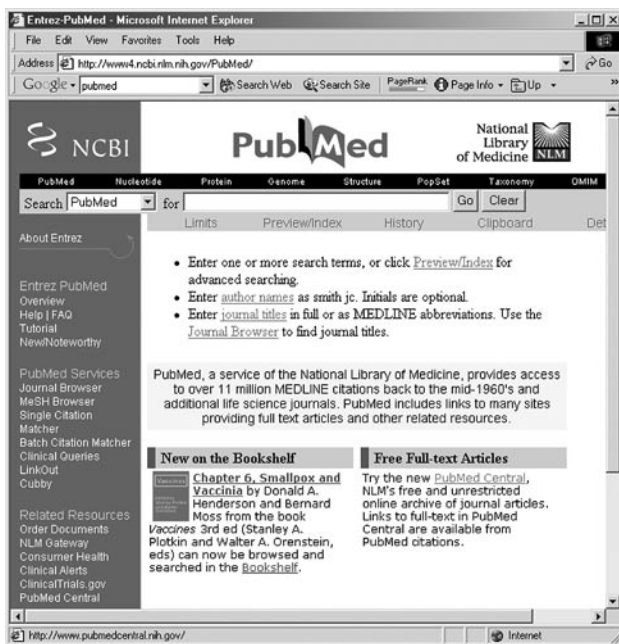 Entrez-PubMed - Microsoft Internet Explorer
File Edit View Favorites Tools Help
Address http://www4.ncbi.nlm.nih.gov/PubMed/ Go
Google pubmed Search Web Search Site PageRank Page Info Up »
NCBI PubMed National
Library
of Medicine NLM
PubMed Nucleotide Protein Genome Structure PopSet Taxonomy OMIM
Search PubMed for Go Clear
Limits Preview/Index History Clipboard Det
About Entrez
Entrez PubMed
Overview
Help | FAQ
Tutorial
New/Noteworthy
PubMed Services
Journal Browser
MeSH Browser
Single Citation
Matcher
Batch Citation Matcher
Clinical Queries
LinkOut
Cubby
Related Resources
Order Documents
NLM Gateway
Consumer Health
Clinical Alerts
ClinicalTrials.gov
PubMed Central
• Enter one or more search terms, or click Preview/Index for
advanced searching.
• Enter author names as smith jc. Initials are optional.
• Enter journal titles in full or as MEDLINE abbreviations. Use the
Journal Browser to find journal titles.
PubMed, a service of the National Library of Medicine, provides access
to over 11 million MEDLINE citations back to the mid-1960's and
additional life science journals. PubMed includes links to many sites
providing full text articles and other related resources.
New on the Bookshelf
Vaccines
Chapter 6, Smallpox and
Vaccinia by Donald A.
Henderson and Bernard
Moss from the book
Vaccines 3rd ed (Stanley A.
Plotkin and Walter A. Orenstein,
eds) can now be browsed and
searched in the Bookshelf.
Free Full-text Articles
Try the new PubMed Central,
NLM's free and unrestricted
online archive of journal articles.
Links to full-text in PubMed
Central are available from
PubMed citations.
http://www.pubmedcentral.nih.gov/ Internet